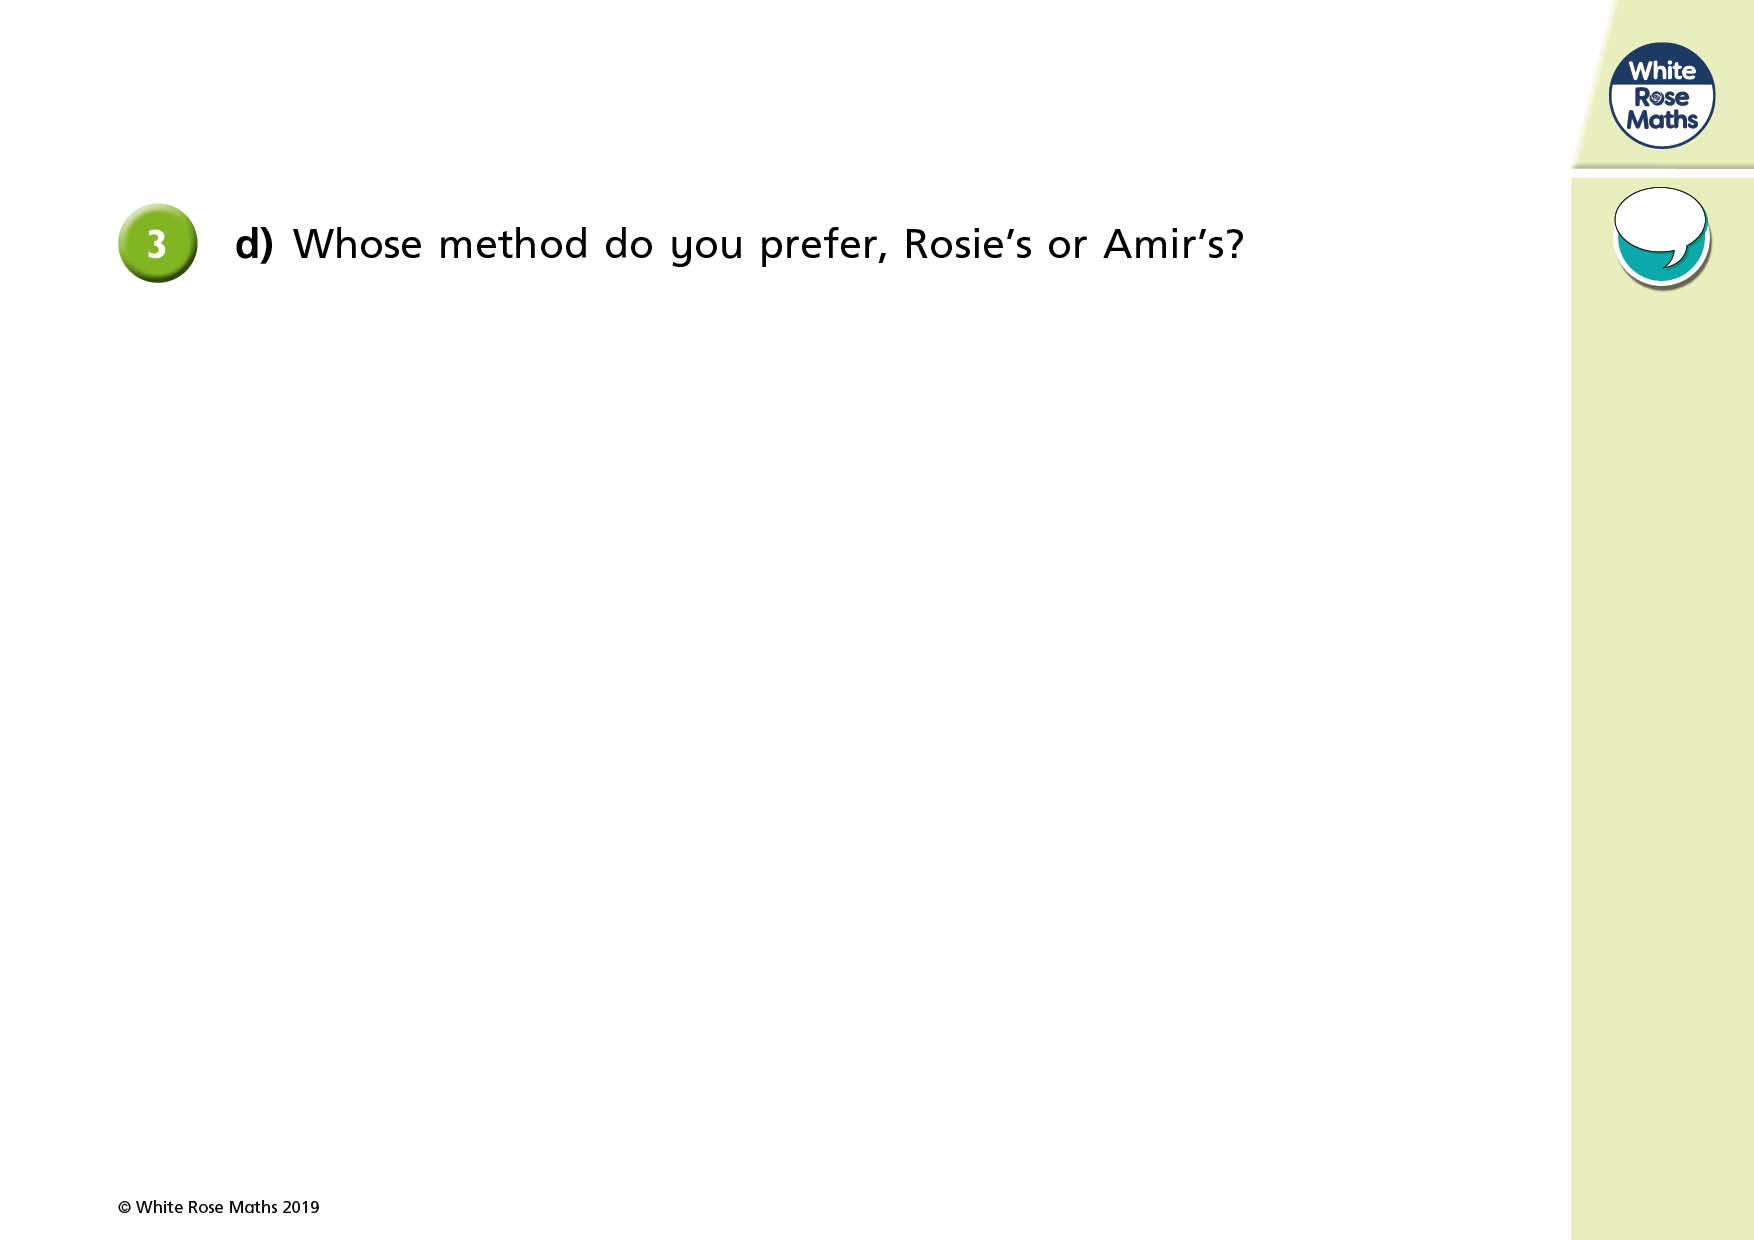 White
Rose
Maths
3 d) Whose method do you prefer, Rosie’s or Amir’s?
© White Rose Maths 2019